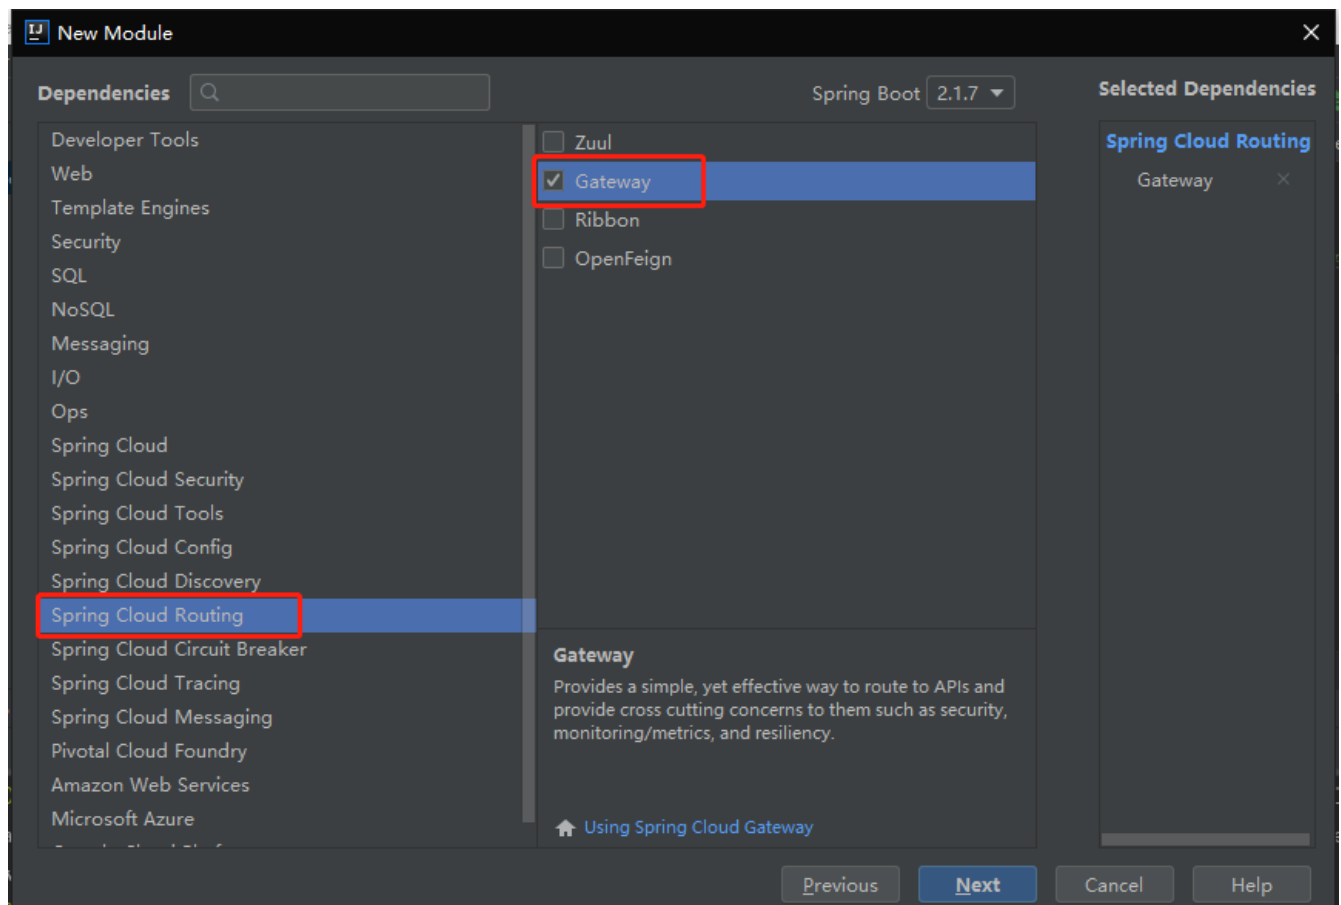 New Module
Dependencies
Spring Boot 2.1.7
Selected Dependencies
Developer Tools
Web
Template Engines
Security
SQL
NoSQL
Messaging
I/O
Ops
Spring Cloud
Spring Cloud Security
Spring Cloud Tools
Spring Cloud Config
Spring Cloud Discovery
Spring Cloud Routing
Spring Cloud Circuit Breaker
Spring Cloud Tracing
Spring Cloud Messaging
Pivotal Cloud Foundry
Amazon Web Services
Microsoft Azure
Zuul
Gateway
Ribbon
OpenFeign
Gateway
Provides a simple, yet effective way to route to APIs and
provide cross cutting concerns to them such as security,
monitoring/metrics, and resiliency.
Using Spring Cloud Gateway
Spring Cloud Routing
Gateway
Previous
Next
Cancel
Help